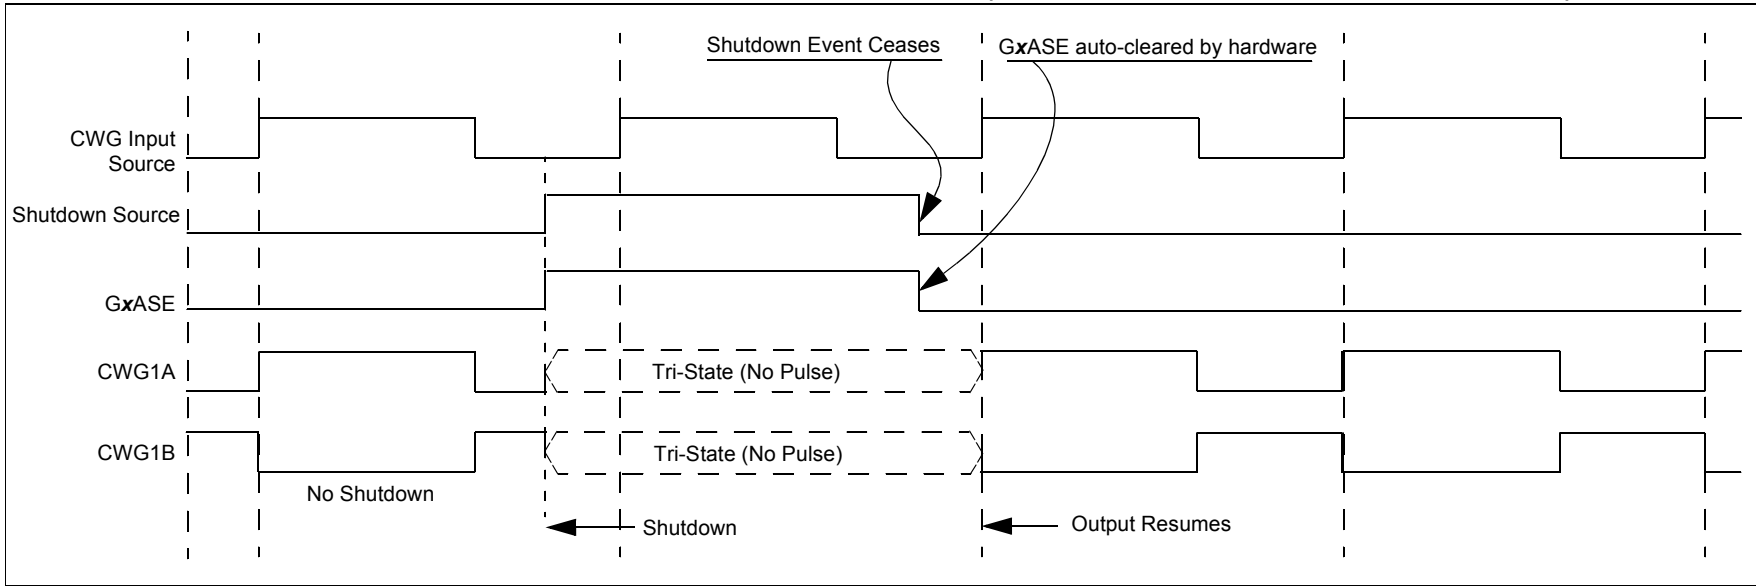 Shutdown Event Ceases
GxASE auto-cleared by hardware
CWG Input
Source
Shutdown Source
GxASE
CWG1A
Tri-State (No Pulse)
CWG1B
Tri-State (No Pulse)
No Shutdown
Shutdown
Output Resumes